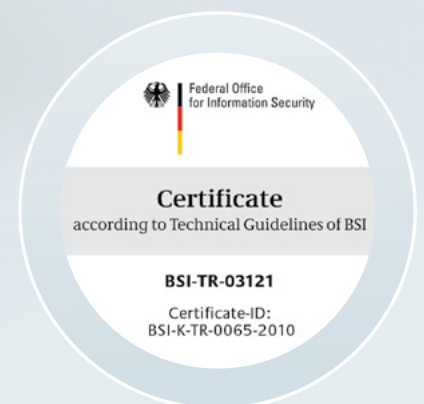 Federal Office
for Information Security
Certificate
according to Technical Guidelines of BSI
BSI-TR-03121
Certificate-ID:
BSI-K-TR-0065-2010